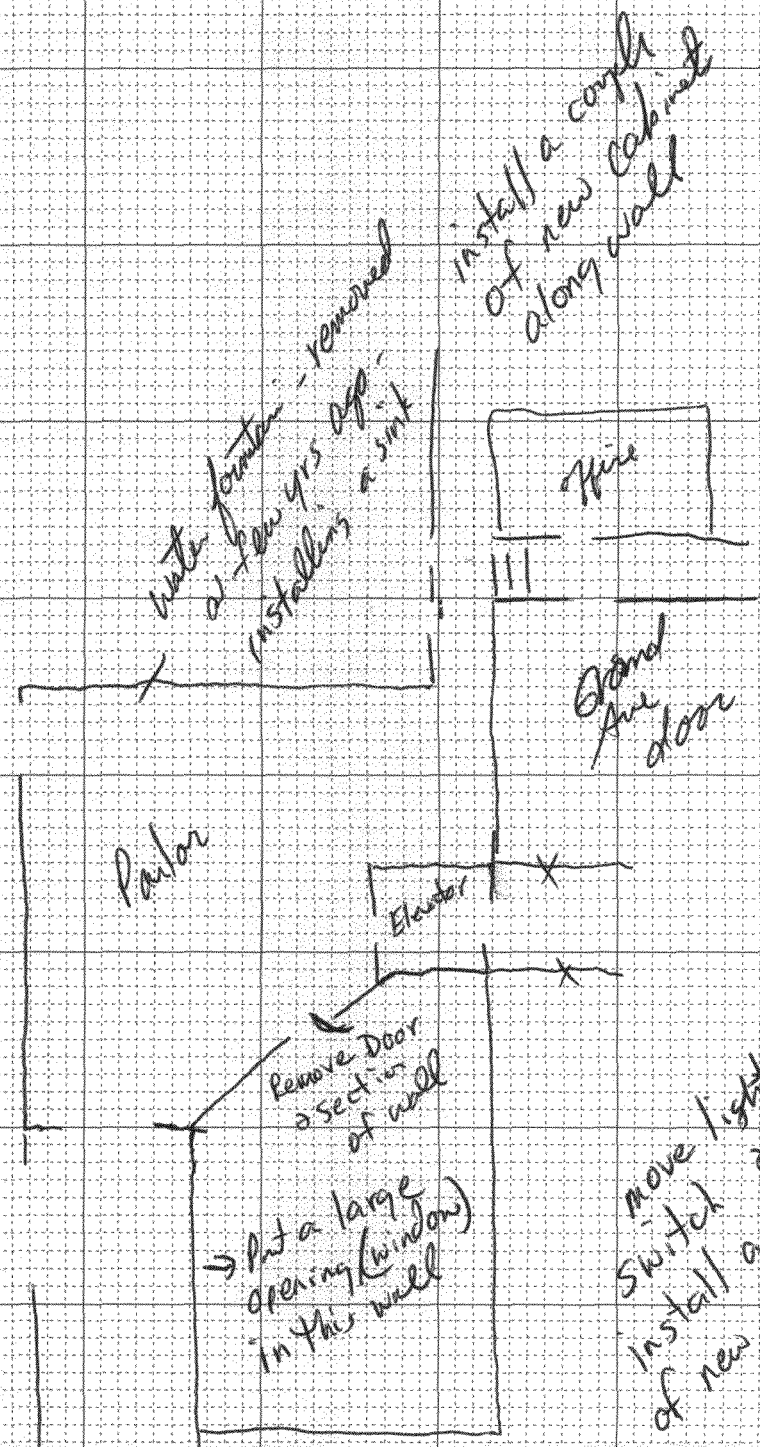 install a couple
of new cabinets
along wall
water fountain - removed
a few yrs ago -
installing a sink
office
Grand
Ave
door
Parlor
Elevator
Remove Door
section
of wall
Put a large
opening (window)
in this wall
move light
switch
install a
of new